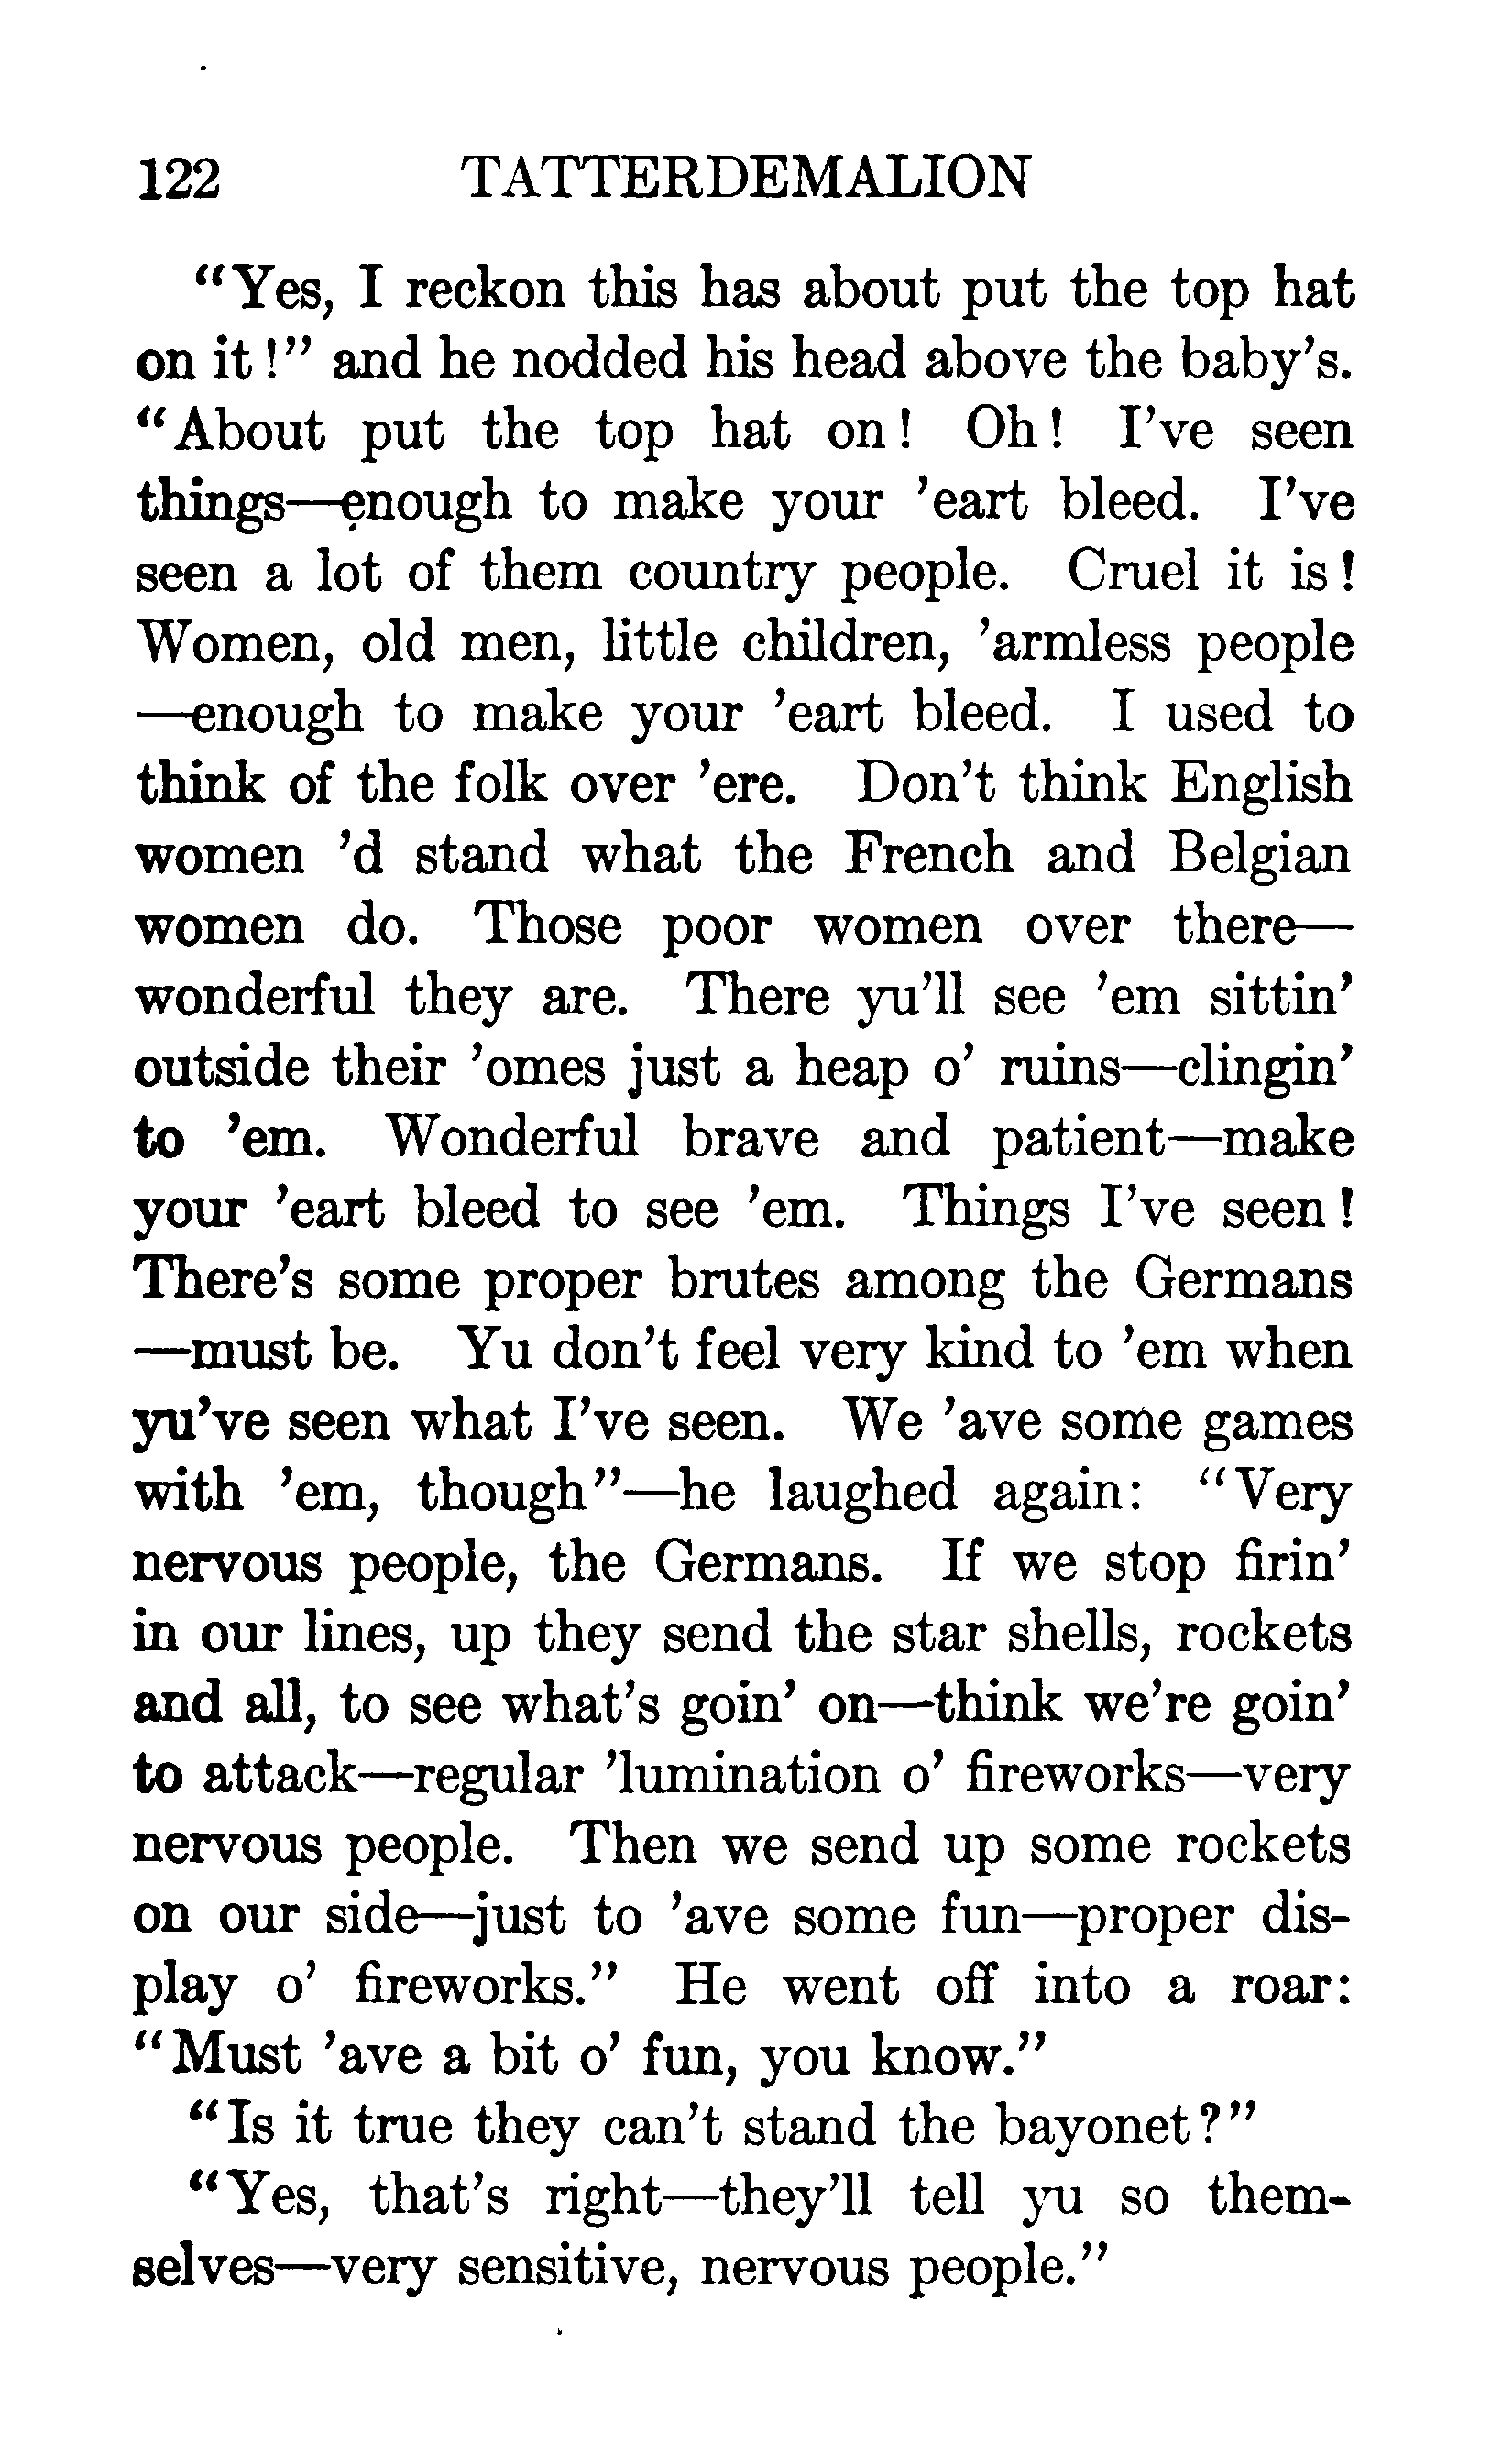 122 TATTERDEMALION
"Yes, I reckon this has about put the top hat
on it!" and he nodded his head above the baby's.
"About put the top hat on! Oh! I've seen
things—enough to make your 'eart bleed. I've
seen a lot of them country people. Cruel it is!
Women, old men, little children, 'armless people
—enough to make your 'eart bleed. I used to
think of the folk over 'ere. Don't think English
women 'd stand what the French and Belgian
women do. Those poor women over there—
wonderful they are. There yu'll see 'em sittin'
outside their 'omes just a heap o' ruins—clingin'
to 'em. Wonderful brave and patient—make
your 'eart bleed to see 'em. Things I've seen!
There's some proper brutes among the Germans
—must be. Yu don't feel very kind to 'em when
yu've seen what I've seen. We 'ave some games
with 'em, though"—he laughed again: "Very
nervous people, the Germans. If we stop firin'
in our lines, up they send the star shells, rockets
and all, to see what's goin' on—think we're goin'
to attack—regular 'lumination o' fireworks—very
nervous people. Then we send up some rockets
on our side—just to 'ave some fun—proper dis-
play o' fireworks." He went off into a roar:
"Must 'ave a bit o' fun, you know."
"Is it true they can't stand the bayonet?"
"Yes, that's right—they'll tell yu so them-
selves—very sensitive, nervous people."